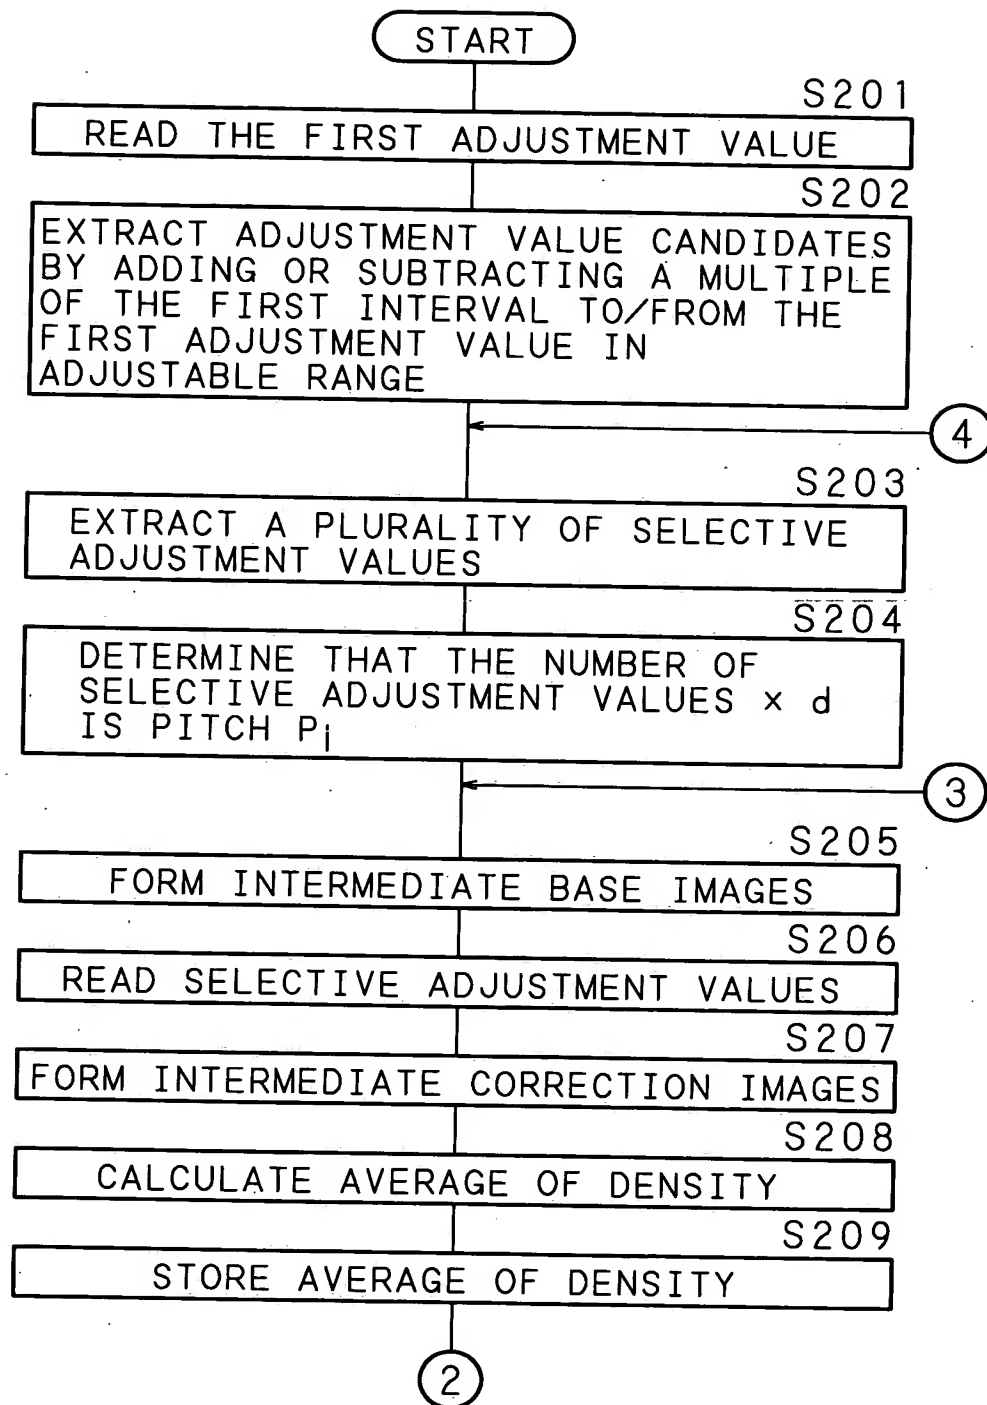 START
S201
READ THE FIRST ADJUSTMENT VALUE
S202
EXTRACT ADJUSTMENT VALUE CANDIDATES
BY ADDING OR SUBTRACTING A MULTIPLE
OF THE FIRST INTERVAL TO/FROM THE
FIRST ADJUSTMENT VALUE IN
ADJUSTABLE RANGE
4
S203
EXTRACT A PLURALITY OF SELECTIVE
ADJUSTMENT VALUES
S204
DETERMINE THAT THE NUMBER OF
SELECTIVE ADJUSTMENT VALUES × d
IS PITCH Pi
3
S205
FORM INTERMEDIATE BASE IMAGES
S206
READ SELECTIVE ADJUSTMENT VALUES
S207
FORM INTERMEDIATE CORRECTION IMAGES
S208
CALCULATE AVERAGE OF DENSITY
S209
STORE AVERAGE OF DENSITY
2